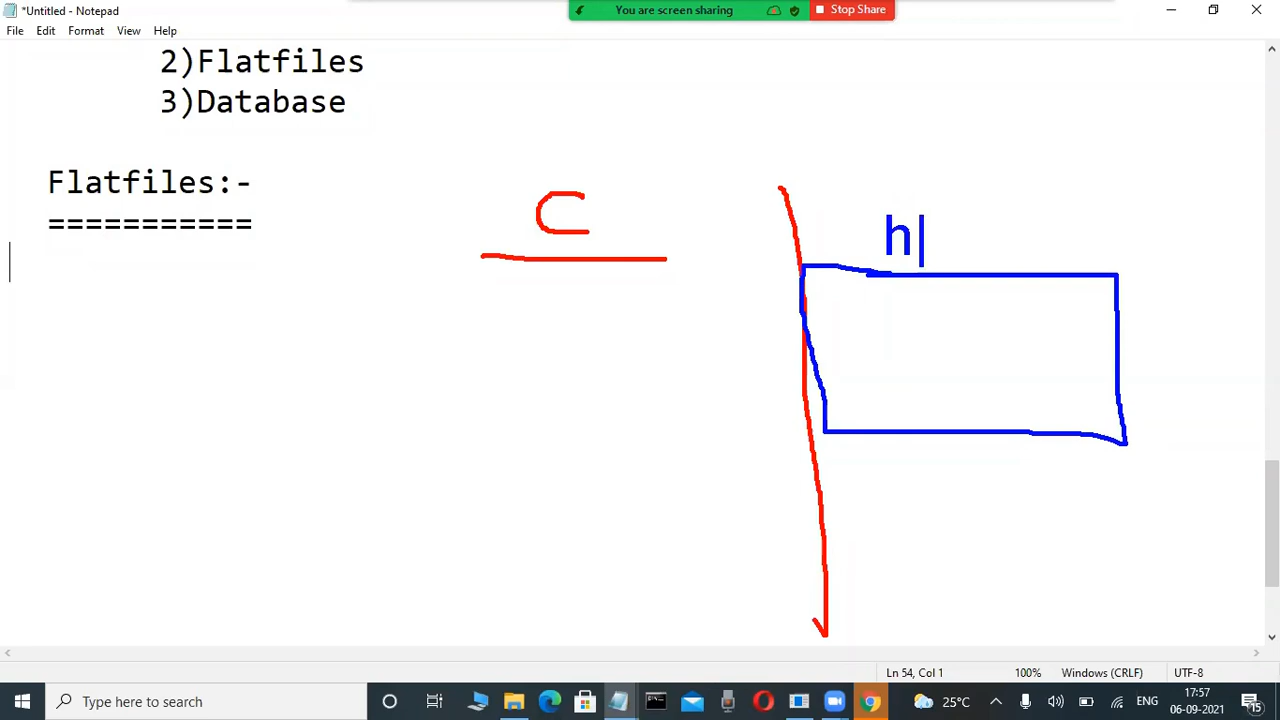 *Untitled - Notepad
You are screen sharing
Stop Share
File Edit Format View Help
2)Flatfiles
3)Database
Flatfiles:-
===========
C
h
Ln 54, Col 1
100%
Windows (CRLF)
UTF-8
Type here to search
25°C
ENG
17:57
06-09-2021
15